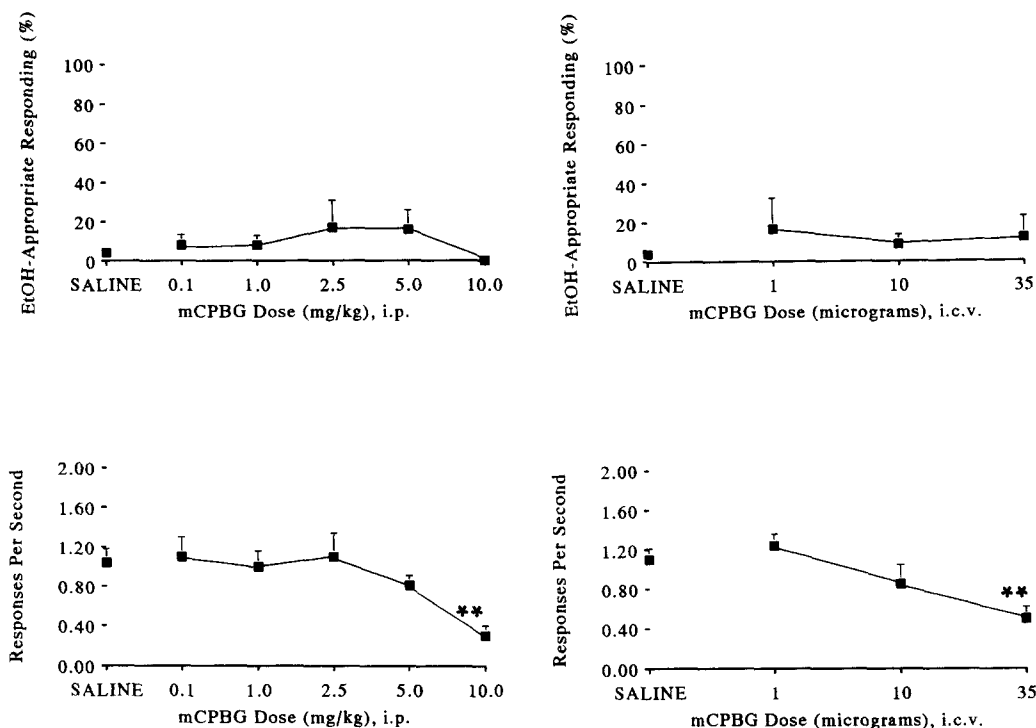 EtOH-Appropriate Responding (%)
100
80
60
40
20
0
SALINE 0.1 1.0 2.5 5.0 10.0
mCPBG Dose (mg/kg), i.p.
EtOH-Appropriate Responding (%)
100
80
60
40
20
0
SALINE 1 10 35
mCPBG Dose (micrograms), i.c.v.
Responses Per Second
2.00
1.60
1.20
0.80
0.40
0.00
**
SALINE 0.1 1.0 2.5 5.0 10.0
mCPBG Dose (mg/kg), i.p.
Responses Per Second
2.00
1.60
1.20
0.80
0.40
0.00
**
SALINE 1 10 35
mCPBG Dose (micrograms), i.c.v.